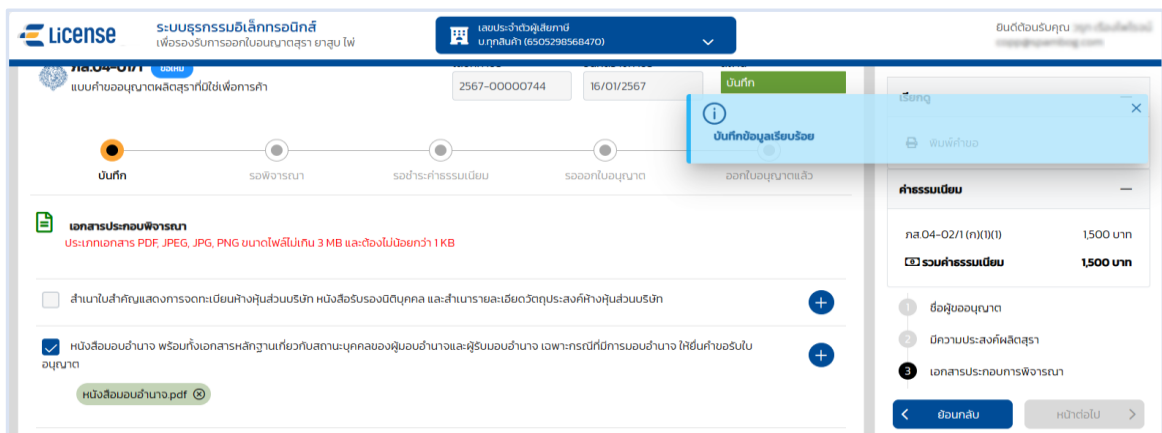 License
ระบบธุรกรรมอิเล็กทรอนิกส์
เพื่อรองรับการออกใบอนุญาตสุรา ยาสูบ ไพ่
เลขประจำตัวผู้เสียภาษี
บ.ทุกสินค้า (6505298568470)
ยินดีต้อนรับคุณ
ภส.04-01/1
แบบคำขออนุญาตผลิตสุราที่มิใช่เพื่อการค้า
2567-00000744
16/01/2567
บันทึก
บันทึกข้อมูลเรียบร้อย
บันทึก
รอพิจารณา
รอชำระค่าธรรมเนียม
รอออกใบอนุญาต
ออกใบอนุญาตแล้ว
เอกสารประกอบพิจารณา
ประเภทเอกสาร PDF, JPEG, JPG, PNG ขนาดไฟล์ไม่เกิน 3 MB และต้องไม่น้อยกว่า 1 KB
สำเนาใบสำคัญแสดงการจดทะเบียนห้างหุ้นส่วนบริษัท หนังสือรับรองนิติบุคคล และสำเนารายละเอียดวัตถุประสงค์ห้างหุ้นส่วนบริษัท
หนังสือมอบอำนาจ พร้อมทั้งเอกสารหลักฐานเกี่ยวกับสถานะบุคคลของผู้มอบอำนาจและผู้รับมอบอำนาจ เฉพาะกรณีที่มีการมอบอำนาจ ให้ยื่นคำขอรับใบ
อนุญาต
หนังสือมอบอำนาจ.pdf
เรียกดู
พิมพ์คำขอ
ค่าธรรมเนียม
ภส.04-02/1 (ก)(1)(1) 1,500 บาท
รวมค่าธรรมเนียม 1,500 บาท
1 ชื่อผู้ขออนุญาต
2 มีความประสงค์ผลิตสุรา
3 เอกสารประกอบการพิจารณา
ย้อนกลับ
หน้าต่อไป